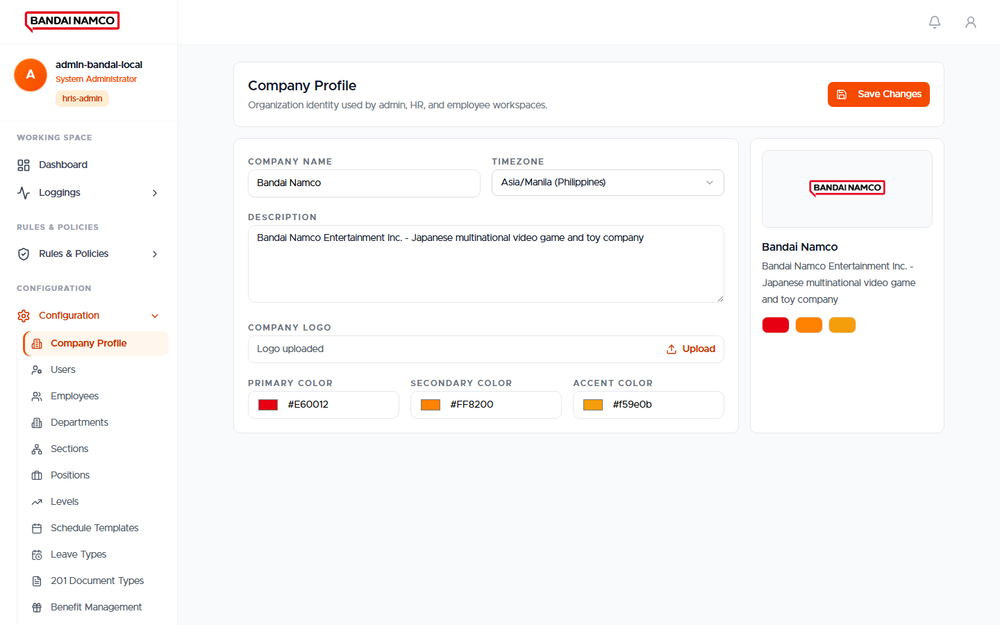 BANDAI NAMCO
A
admin-bandai-local
System Administrator
hris-admin
WORKING SPACE
Dashboard
Loggings
RULES & POLICIES
Rules & Policies
CONFIGURATION
Configuration
Company Profile
Users
Employees
Departments
Sections
Positions
Levels
Schedule Templates
Leave Types
201 Document Types
Benefit Management
Company Profile
Organization identity used by admin, HR, and employee workspaces.
Save Changes
COMPANY NAME
Bandai Namco
TIMEZONE
Asia/Manila (Philippines)
DESCRIPTION
Bandai Namco Entertainment Inc. - Japanese multinational video game and toy company
COMPANY LOGO
Logo uploaded
Upload
PRIMARY COLOR
#E60012
SECONDARY COLOR
#FF8200
ACCENT COLOR
#f59e0b
BANDAI NAMCO
Bandai Namco
Bandai Namco Entertainment Inc. -
Japanese multinational video game
and toy company